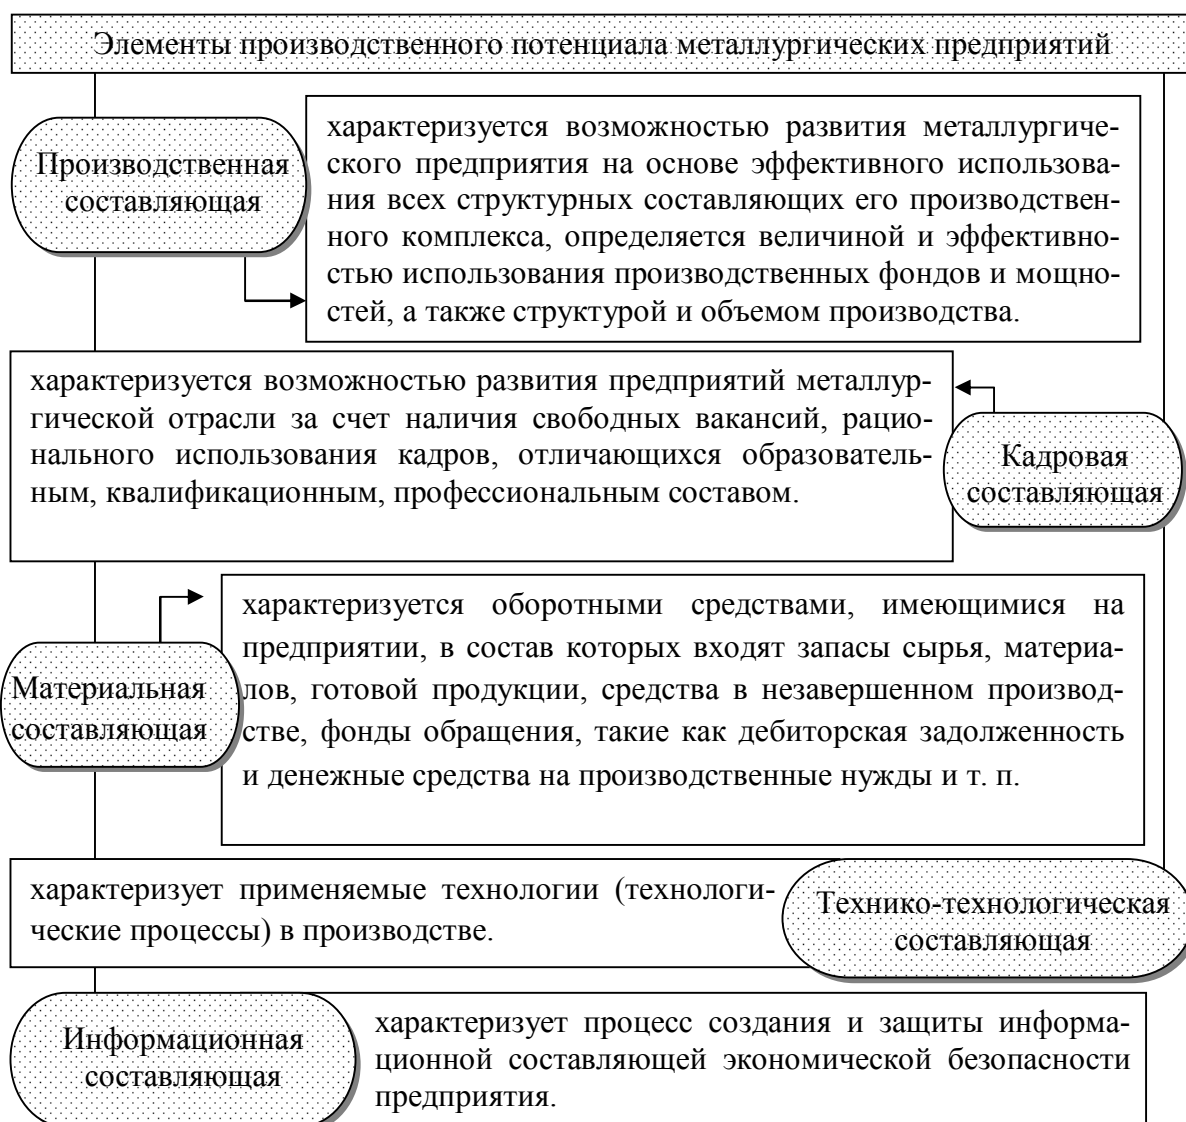 Элементы производственного потенциала металлургических предприятий
Производственная
составляющая
характеризуется возможностью развития металлургиче-
ского предприятия на основе эффективного использова-
ния всех структурных составляющих его производствен-
ного комплекса, определяется величиной и эффективно-
стью использования производственных фондов и мощно-
стей, а также структурой и объемом производства.
характеризуется возможностью развития предприятий металлур-
гической отрасли за счет наличия свободных вакансий, рацио-
нального использования кадров, отличающихся образователь-
ным, квалификационным, профессиональным составом.
Кадровая
составляющая
Материальная
составляющая
характеризуется оборотными средствами, имеющимися на
предприятии, в состав которых входят запасы сырья, материа-
лов, готовой продукции, средства в незавершенном производ-
стве, фонды обращения, такие как дебиторская задолженность
и денежные средства на производственные нужды и т. п.
характеризует применяемые технологии (технологи-
ческие процессы) в производстве.
Технико-технологическая
составляющая
Информационная
составляющая
характеризует процесс создания и защиты информа-
ционной составляющей экономической безопасности
предприятия.